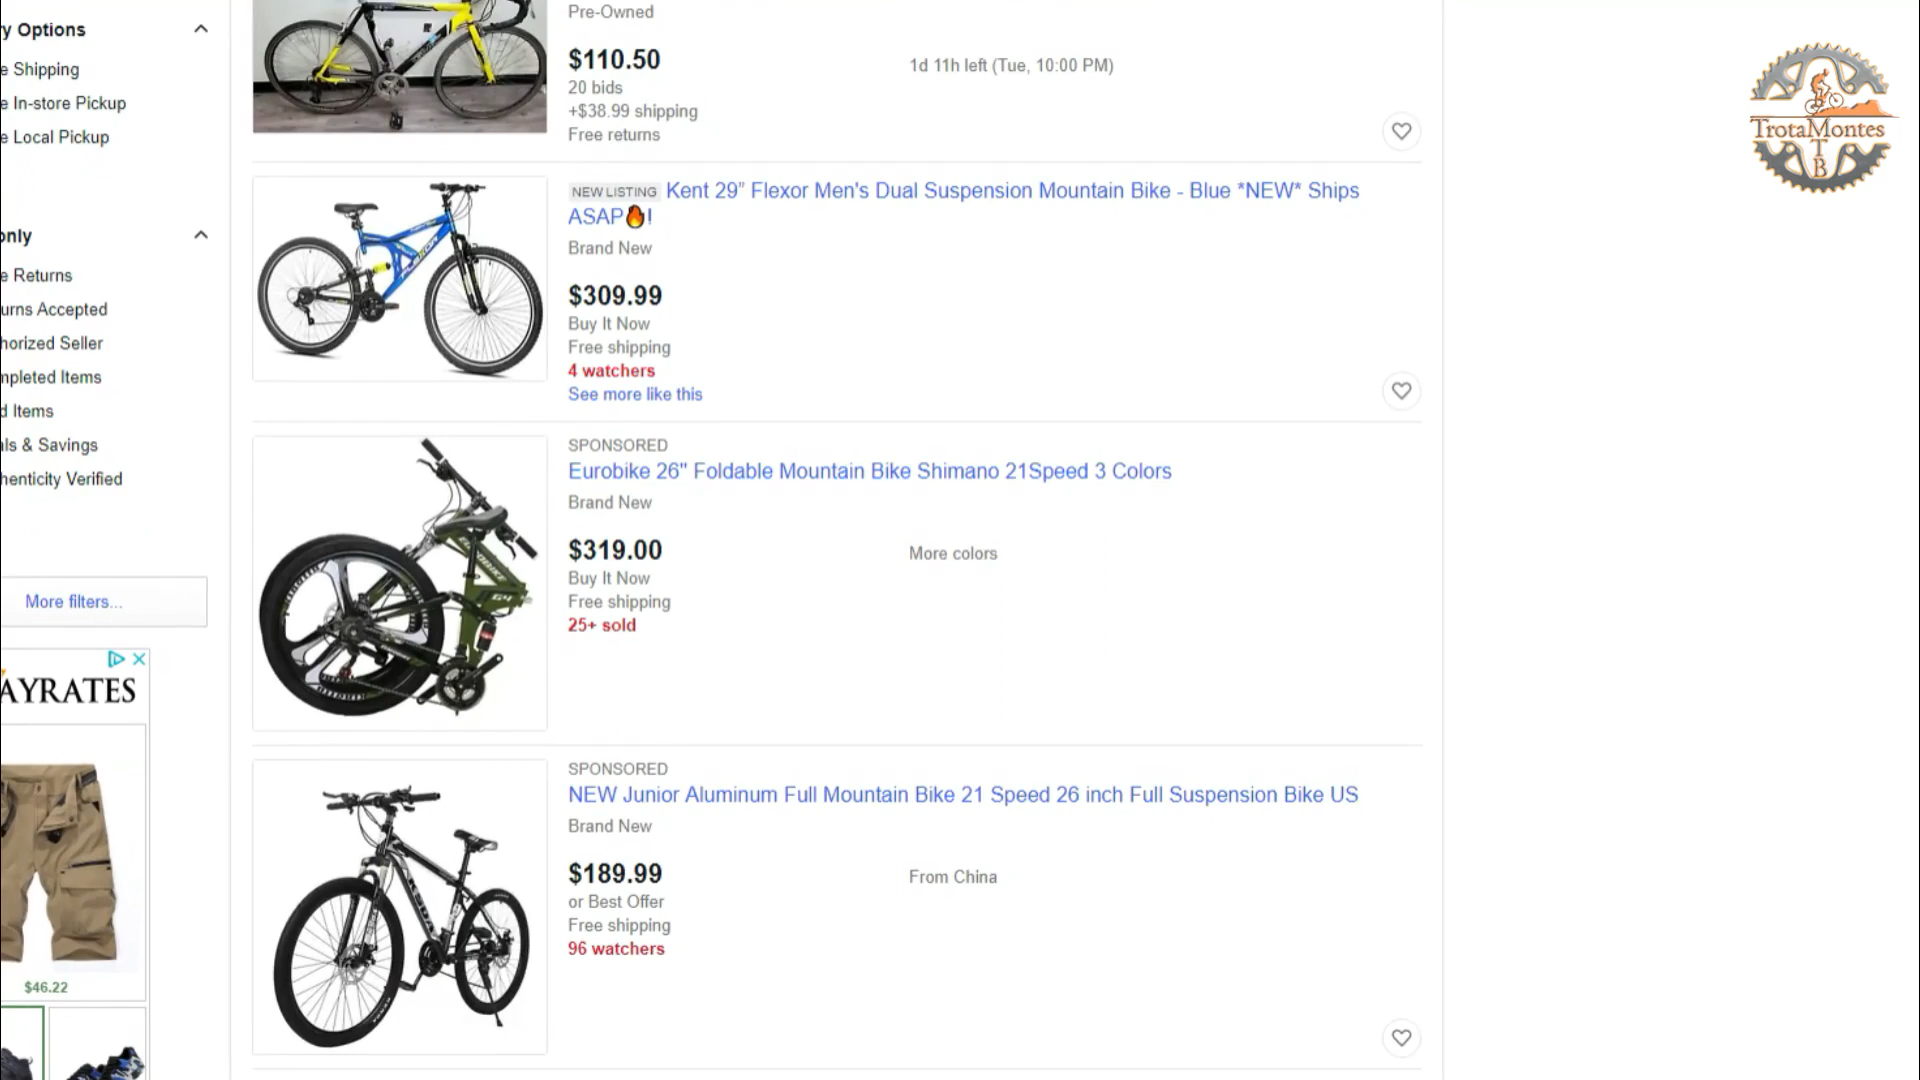 y Options
e Shipping
e In-store Pickup
e Local Pickup
only
e Returns
urns Accepted
horized Seller
mpleted Items
d Items
als & Savings
henticity Verified
More filters...
AYRATES
$46.22
Pre-Owned
$110.50
1d 11h left (Tue, 10:00 PM)
20 bids
+$38.99 shipping
Free returns
NEW LISTING Kent 29” Flexor Men's Dual Suspension Mountain Bike - Blue *NEW* Ships
ASAP🔥!
Brand New
$309.99
Buy It Now
Free shipping
4 watchers
See more like this
SPONSORED
Eurobike 26" Foldable Mountain Bike Shimano 21Speed 3 Colors
Brand New
$319.00
More colors
Buy It Now
Free shipping
25+ sold
SPONSORED
NEW Junior Aluminum Full Mountain Bike 21 Speed 26 inch Full Suspension Bike US
Brand New
$189.99
From China
or Best Offer
Free shipping
96 watchers
TrotaMontes
T
B